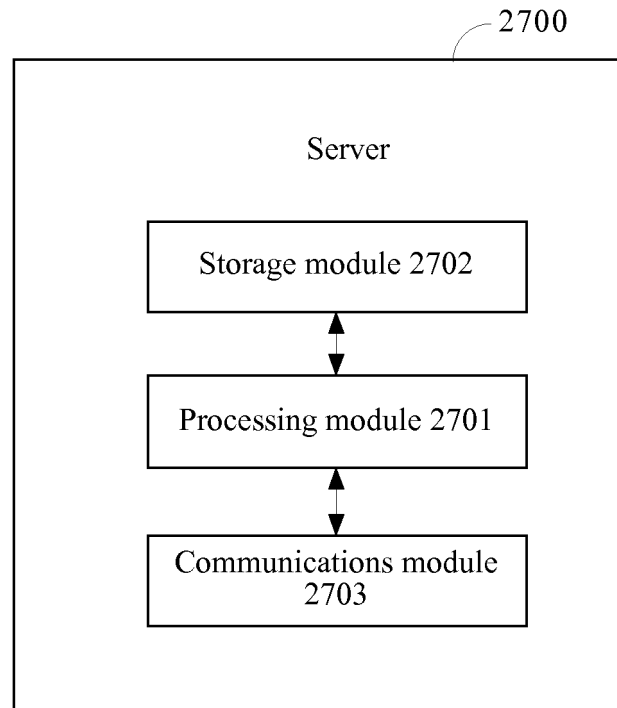 2700
Server
Storage module 2702
Processing module 2701
Communications module
2703